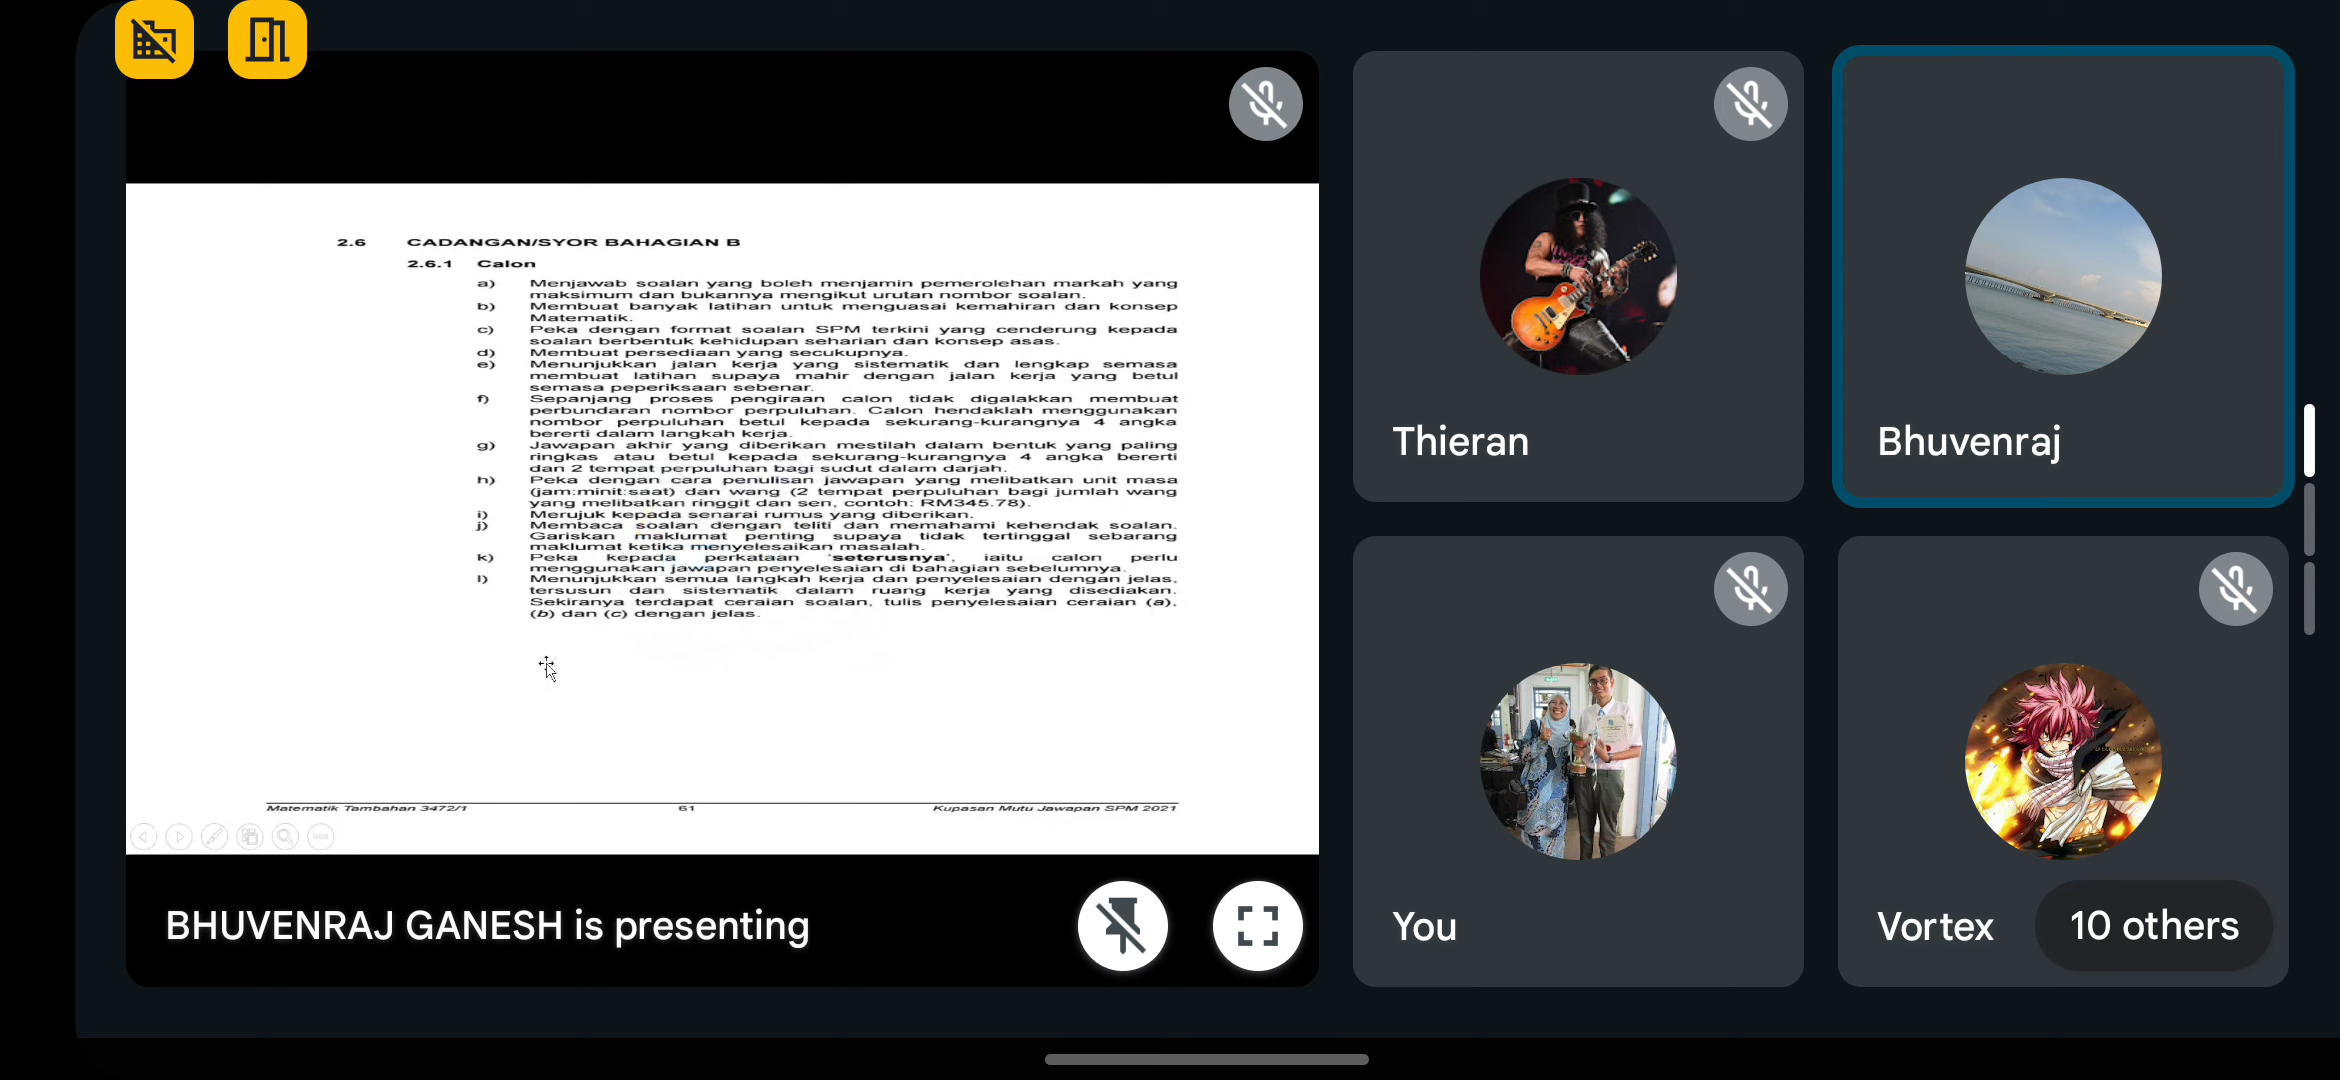 2.6 CADANGAN/SYOR BAHAGIAN B
2.6.1 Calon
a) Menjawab soalan yang boleh menjamin pemerolehan markah yang
maksimum dan bukannya mengikut urutan nombor soalan.
b) Membuat banyak latihan untuk menguasai kemahiran dan konsep
Matematik.
c) Peka dengan format soalan SPM terkini yang cenderung kepada
soalan berbentuk kehidupan seharian dan konsep asas.
d) Membuat persediaan yang secukupnya.
e) Menunjukkan jalan kerja yang sistematik dan lengkap semasa
membuat latihan supaya mahir dengan jalan kerja yang betul
semasa peperiksaan sebenar.
f) Sepanjang proses pengiraan calon tidak digalakkan membuat
perbundaran nombor perpuluhan. Calon hendaklah menggunakan
nombor perpuluhan betul kepada sekurang-kurangnya 4 angka
bererti dalam langkah kerja.
g) Jawapan akhir yang diberikan mestilah dalam bentuk yang paling
ringkas atau betul kepada sekurang-kurangnya 4 angka bererti
dan 2 tempat perpuluhan bagi sudut dalam darjah.
h) Peka dengan cara penulisan jawapan yang melibatkan unit masa
(jam:minit:saat) dan wang (2 tempat perpuluhan bagi jumlah wang
yang melibatkan ringgit dan sen, contoh: RM345.78).
i) Merujuk kepada senarai rumus yang diberikan.
j) Membaca soalan dengan teliti dan memahami kehendak soalan.
Gariskan maklumat penting supaya tidak tertinggal sebarang
maklumat ketika menyelesaikan masalah.
k) Peka kepada perkataan 'seterusnya', iaitu calon perlu
menggunakan jawapan penyelesaian di bahagian sebelumnya.
l) Menunjukkan semua langkah kerja dan penyelesaian dengan jelas,
tersusun dan sistematik dalam ruang kerja yang disediakan.
Sekiranya terdapat ceraian soalan, tulis penyelesaian ceraian (a),
(b) dan (c) dengan jelas.
Matematik Tambahan 3472/1 61 Kupasan Mutu Jawapan SPM 2021
BHUVENRAJ GANESH is presenting
Thieran
Bhuvenraj
You
Vortex
10 others